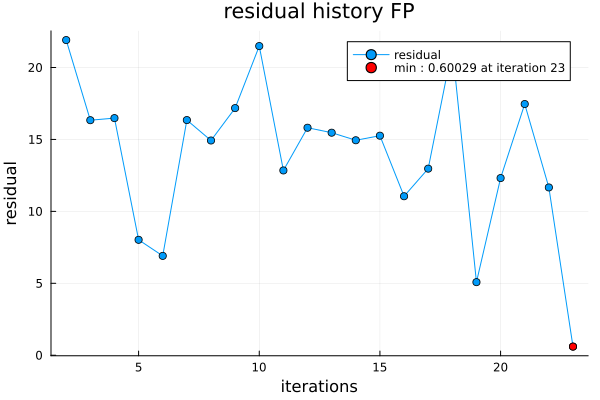 residual history FP
residual
min : 0.60029 at iteration 23
20
15
10
5
0
residual
5
10
15
20
iterations